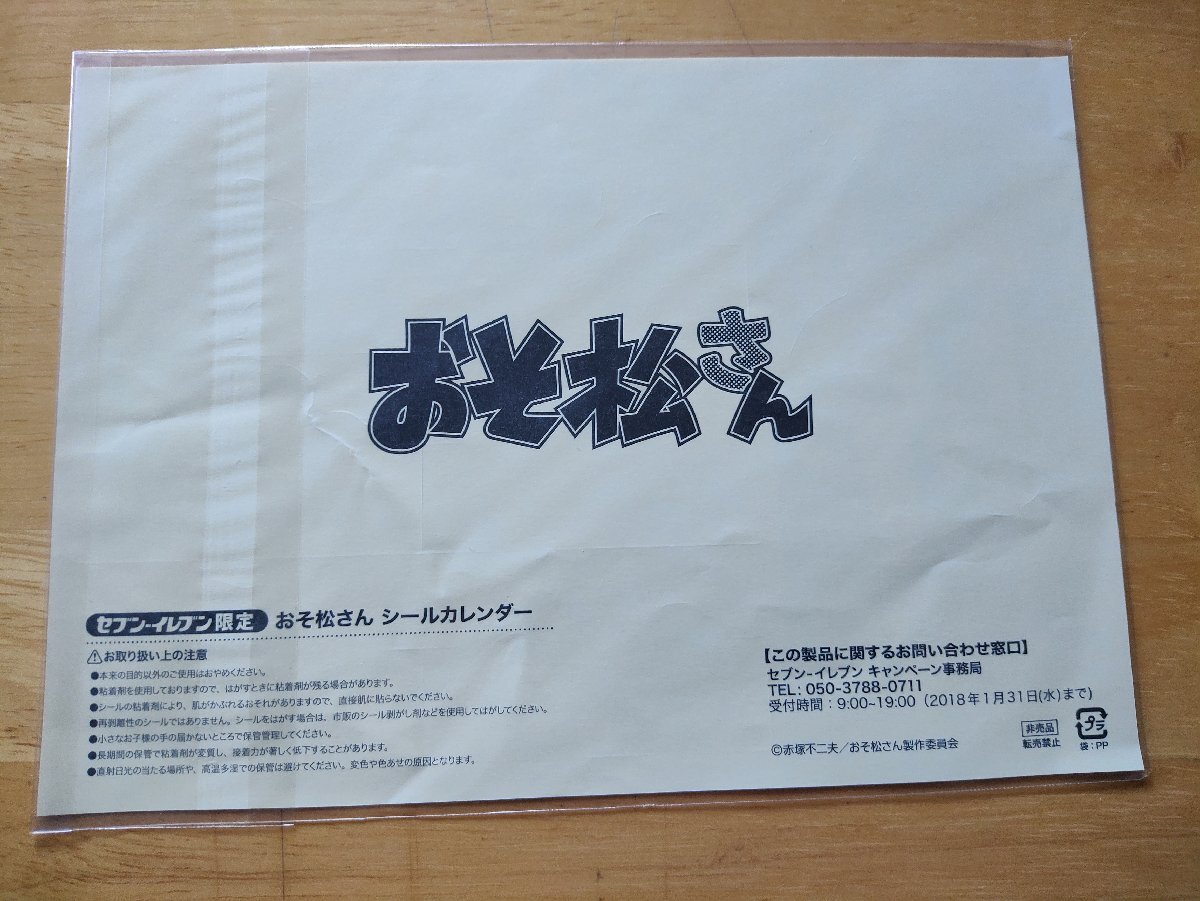 おそ松さん
セブン-イレブン限定 おそ松さん シールカレンダー
⚠お取り扱い上の注意
●本来の目的以外のご使用はおやめください。
●粘着剤を使用しておりますので、はがすときに粘着剤が残る場合があります。
●シールの粘着剤により、肌がかぶれるおそれがありますので、直接肌に貼らないでください。
●再剥離性のシールではありません。シールをはがす場合は、市販のシール剥がし剤などを使用してはがしてください。
●小さなお子様の手の届かないところで保管管理してください。
●長期間の保管で粘着剤が変質し、接着力が著しく低下することがあります。
●直射日光の当たる場所や、高温多湿での保管は避けてください。変色や色あせの原因となります。
【この製品に関するお問い合わせ窓口】
セブン-イレブン キャンペーン事務局
TEL: 050-3788-0711
受付時間:9:00~19:00（2018年1月31日(水)まで）
©赤塚不二夫／おそ松さん製作委員会
非売品
転売禁止
プラ
袋:PP